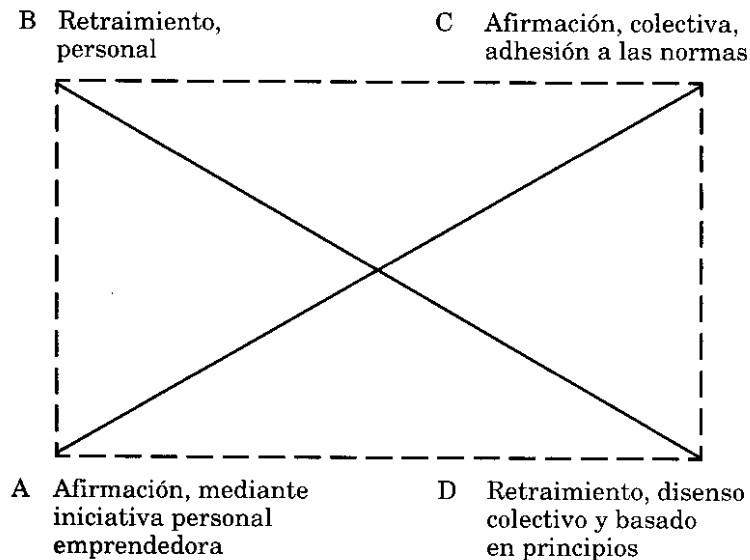 B Retraimiento,
personal
C Afirmación, colectiva,
adhesión a las normas
A Afirmación, mediante
iniciativa personal
emprendedora
D Retraimiento, disenso
colectivo y basado
en principios